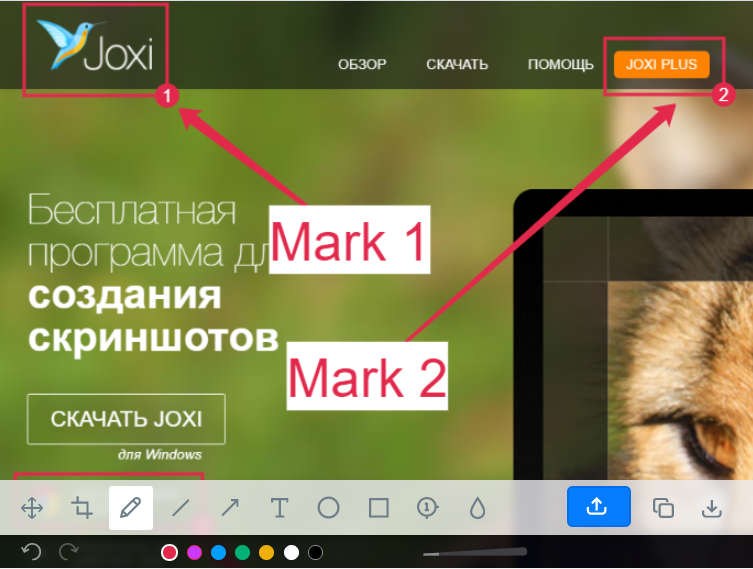 Joxi
ОБЗОР
СКАЧАТЬ
ПОМОЩЬ
JOXI PLUS
1
2
Бесплатная
программа
создания
скриншотов
Mark 1
Mark 2
СКАЧАТЬ JOXI
для Windows
T
1